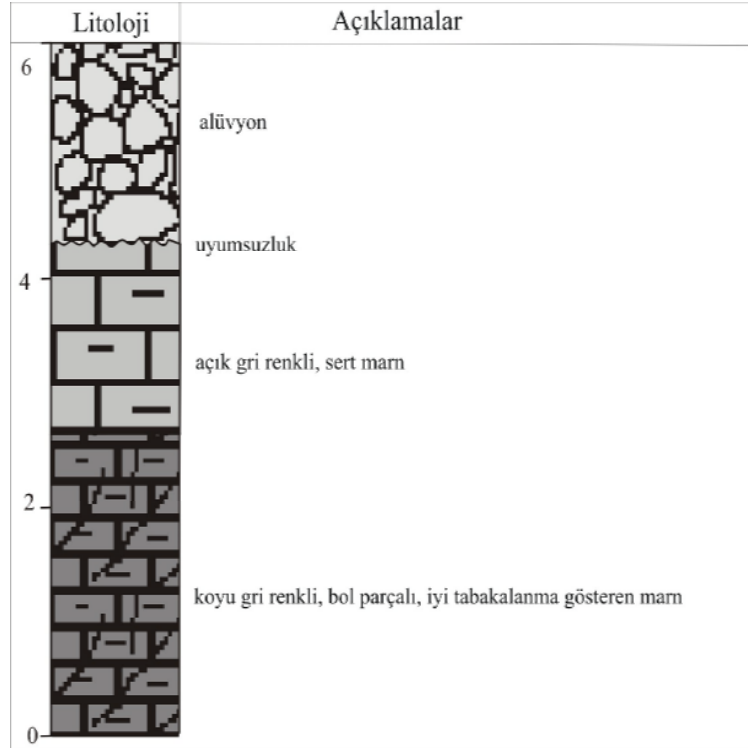 Litoloji
Açıklamalar
6
alüvyon
uyumsuzluk
4
açık gri renkli, sert marn
2
koyu gri renkli, bol parçalı, iyi tabakalanma gösteren marn
0